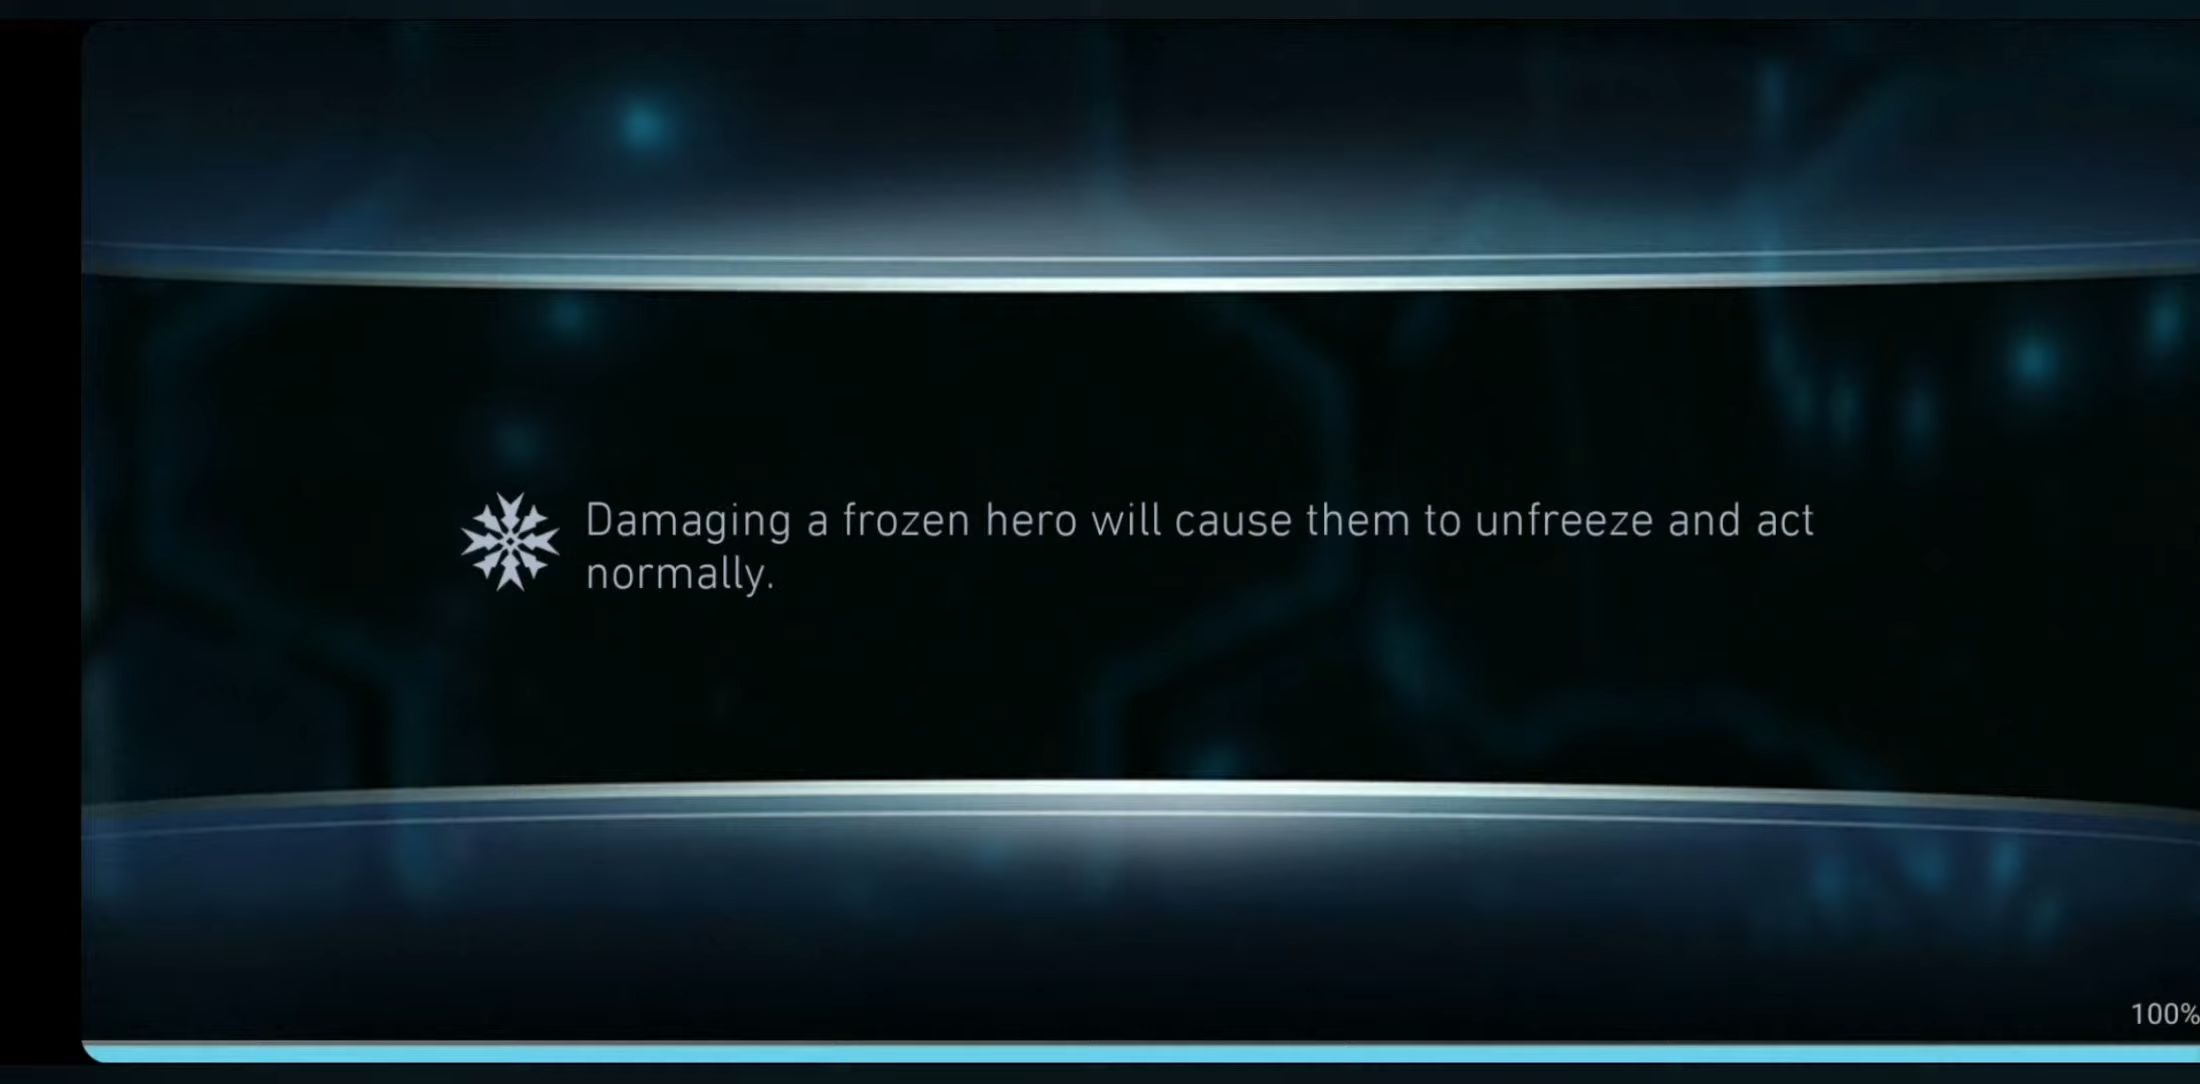 Damaging a frozen hero will cause them to unfreeze and act
normally.
100%